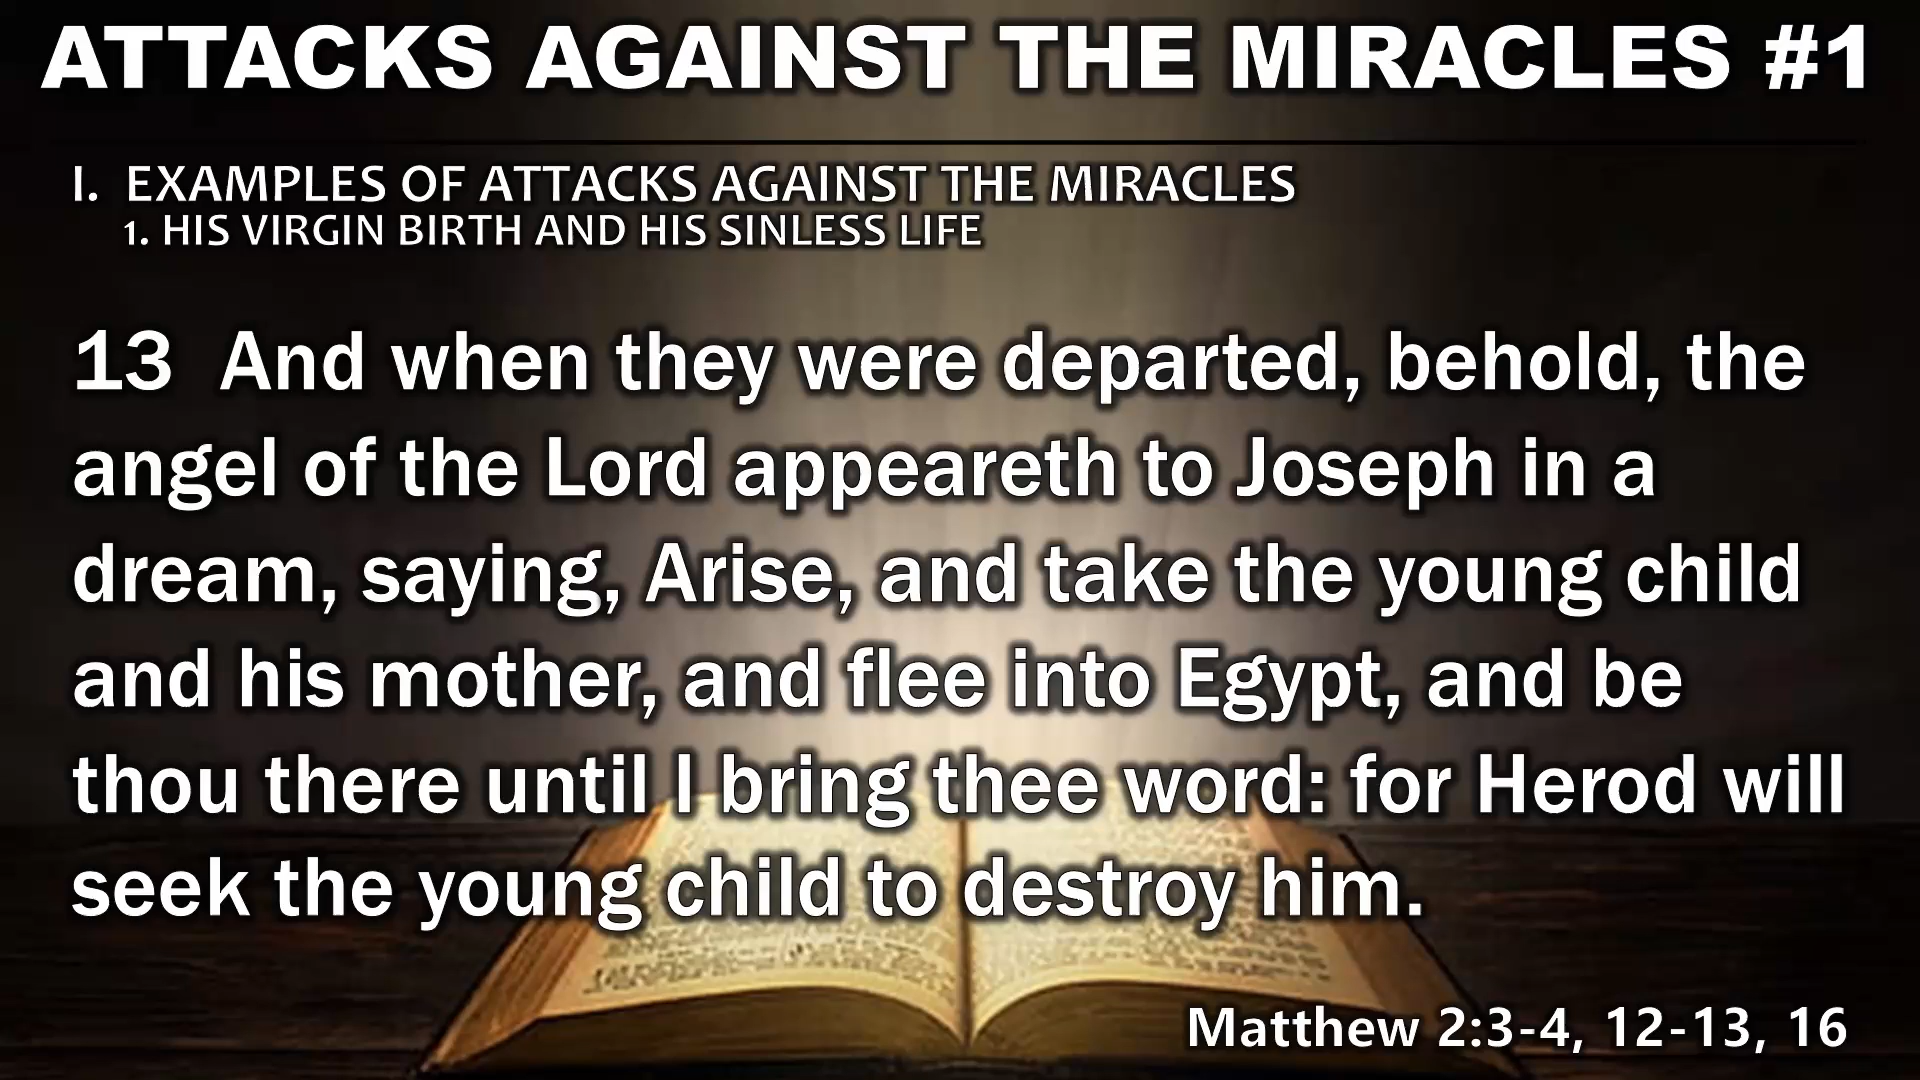 ATTACKS AGAINST THE MIRACLES #1
I. EXAMPLES OF ATTACKS AGAINST THE MIRACLES
1. HIS VIRGIN BIRTH AND HIS SINLESS LIFE
13 And when they were departed, behold, the
angel of the Lord appeareth to Joseph in a
dream, saying, Arise, and take the young child
and his mother, and flee into Egypt, and be
thou there until I bring thee word: for Herod will
seek the young child to destroy him.
Matthew 2:3-4, 12-13, 16